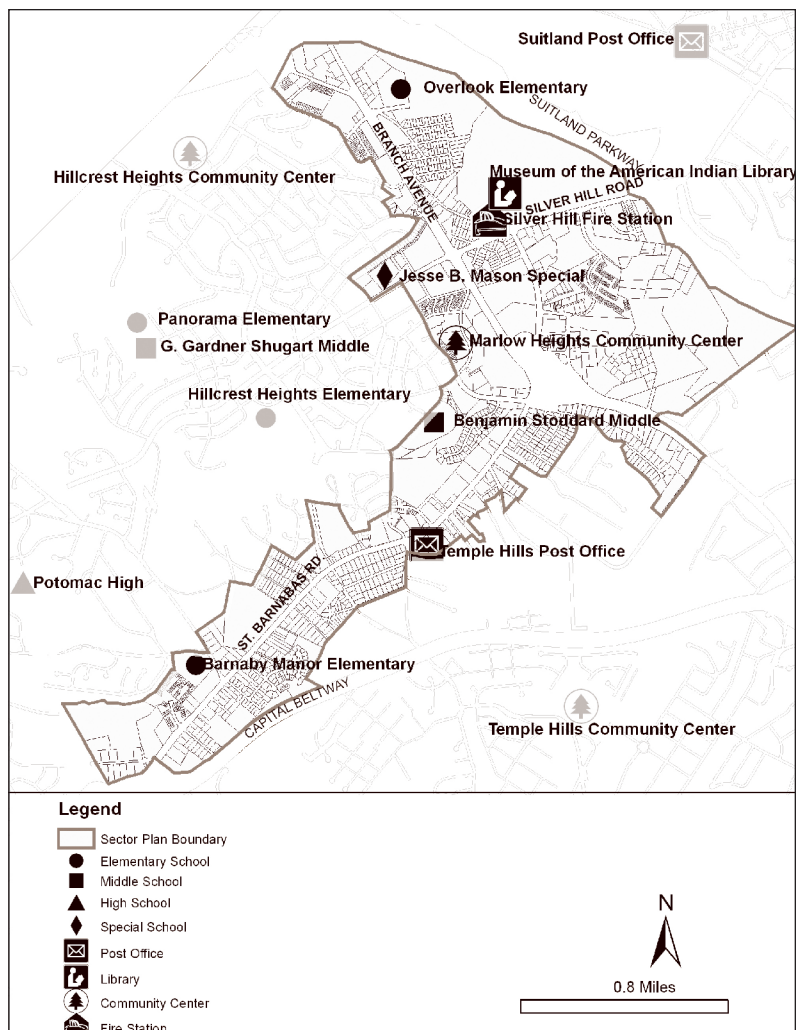 Suitland Post Office
Overlook Elementary
SUITLAND PARKWAY
BRANCH AVENUE
Hillcrest Heights Community Center
Museum of the American Indian Library
SILVER HILL ROAD
Silver Hill Fire Station
Jesse B. Mason Special
Panorama Elementary
G. Gardner Shugart Middle
Marlow Heights Community Center
Hillcrest Heights Elementary
Benjamin Stoddard Middle
Temple Hills Post Office
Potomac High
ST. BARNABAS RD
Barnaby Manor Elementary
CAPITAL BELTWAY
Temple Hills Community Center
Legend
Sector Plan Boundary
Elementary School
Middle School
High School
Special School
Post Office
Library
Community Center
Fire Station
N
0.8 Miles